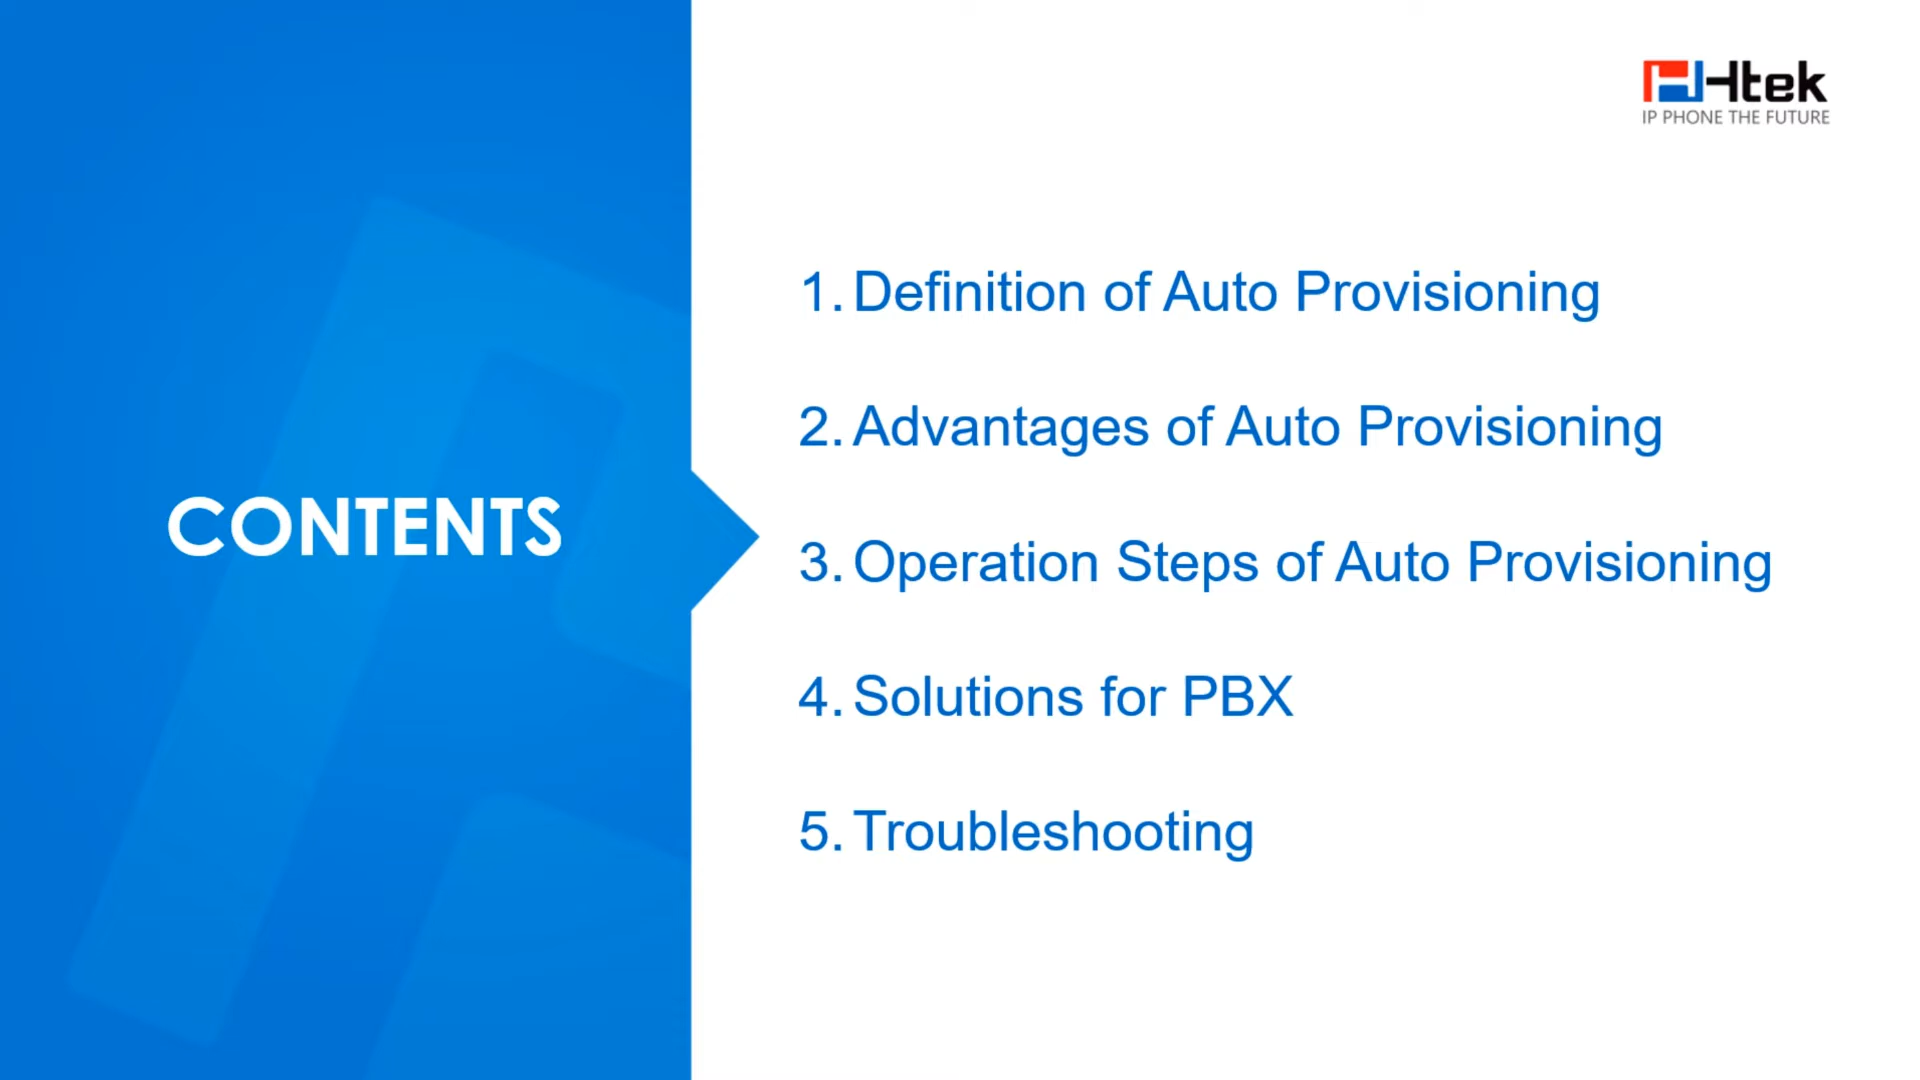 Htek
IP PHONE THE FUTURE
CONTENTS
1. Definition of Auto Provisioning
2. Advantages of Auto Provisioning
3. Operation Steps of Auto Provisioning
4. Solutions for PBX
5. Troubleshooting